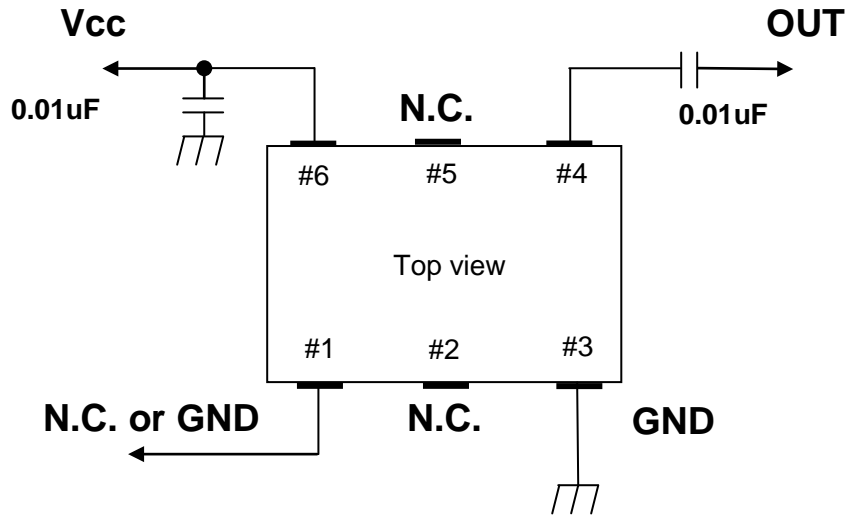 Vcc
OUT
0.01uF
N.C.
0.01uF
#6
#5
#4
Top view
#1
#2
#3
N.C. or GND
N.C.
GND